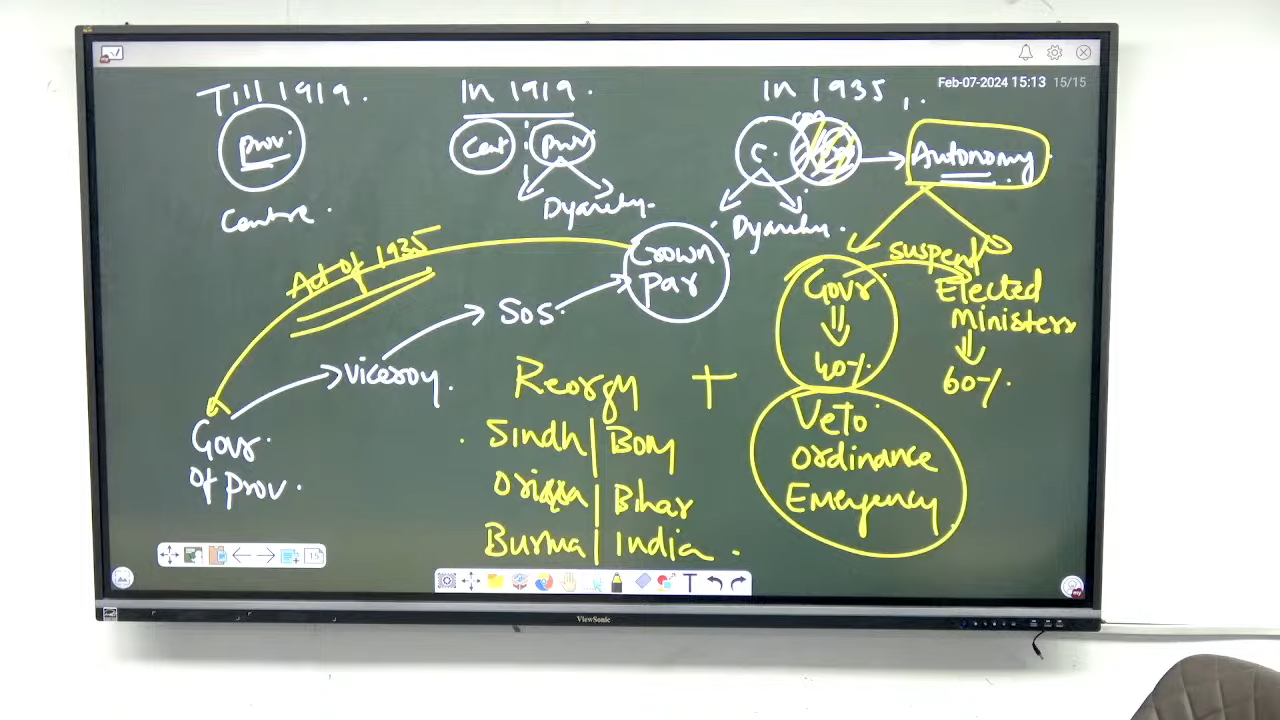 Feb-07-2024 15:13 15/15
Till 1919.
Prov.
Centre.
In 1919.
Cent Prov
Dyarchy.
In 1935,.
C.
Autonomy
Dyarchy.
Act of 1935
Crown
Par
SOS.
Viceroy.
Govr.
of prov.
suspend
Govr
40%.
Elected
Ministers
60%.
Veto
Ordinance
Emergency
Reorgn +
Sindh | Bom
Orissa | Bihar
Burma | India.
15
T
ViewSonic